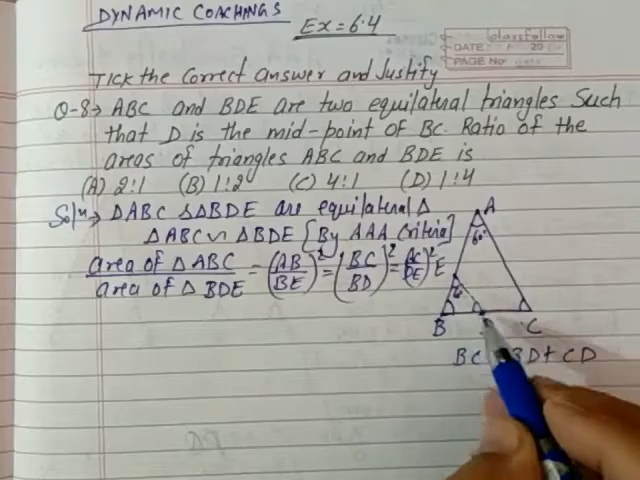 DYNAMIC COACHINGS
Ex=6.4
classfellow
DATE 20
PAGE No
TICK the Correct answer and Justify
Q-8→ ABC and BDE are two equilateral triangles Such
that D is the mid-point of BC. Ratio of the
areas of triangles ABC and BDE is
(A) 2:1 (B) 1:2 (C) 4:1 (D) 1:4
Soln→ ΔABC & ΔBDE are equilateral Δ
ΔABC ~ ΔBDE [By AAA Criteria]
area of ΔABC / area of ΔBDE = (AB/BE)² = (BC/BD)² = (AC/DE)²
A
60°
E
B C
BC BD+CD